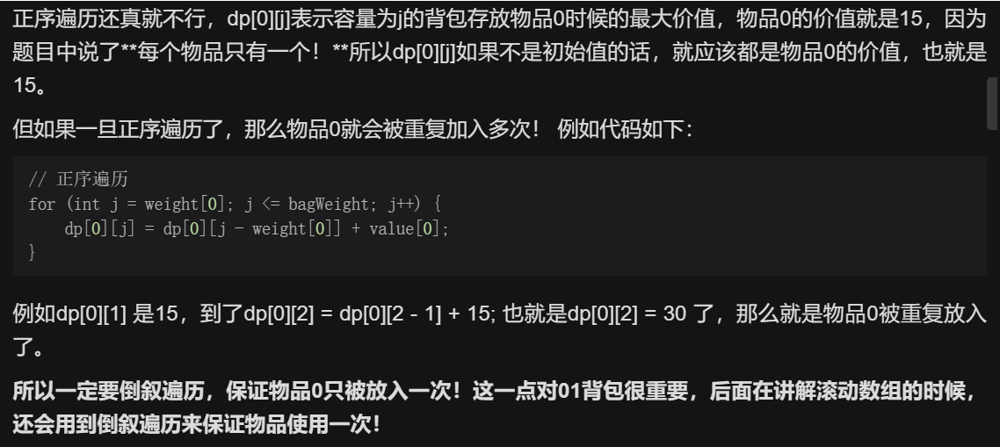 正序遍历还真就不行，dp[0][j]表示容量为j的背包存放物品0时候的最大价值，物品0的价值就是15，因为
题目中说了**每个物品只有一个！**所以dp[0][j]如果不是初始值的话，就应该都是物品0的价值，也就是
15。
但如果一旦正序遍历了，那么物品0就会被重复加入多次！ 例如代码如下：
// 正序遍历
for (int j = weight[0]; j <= bagWeight; j++) {
    dp[0][j] = dp[0][j - weight[0]] + value[0];
}
例如dp[0][1] 是15，到了dp[0][2] = dp[0][2 - 1] + 15; 也就是dp[0][2] = 30 了，那么就是物品0被重复放入
了。
所以一定要倒叙遍历，保证物品0只被放入一次！这一点对01背包很重要，后面在讲解滚动数组的时候，
还会用到倒叙遍历来保证物品使用一次！